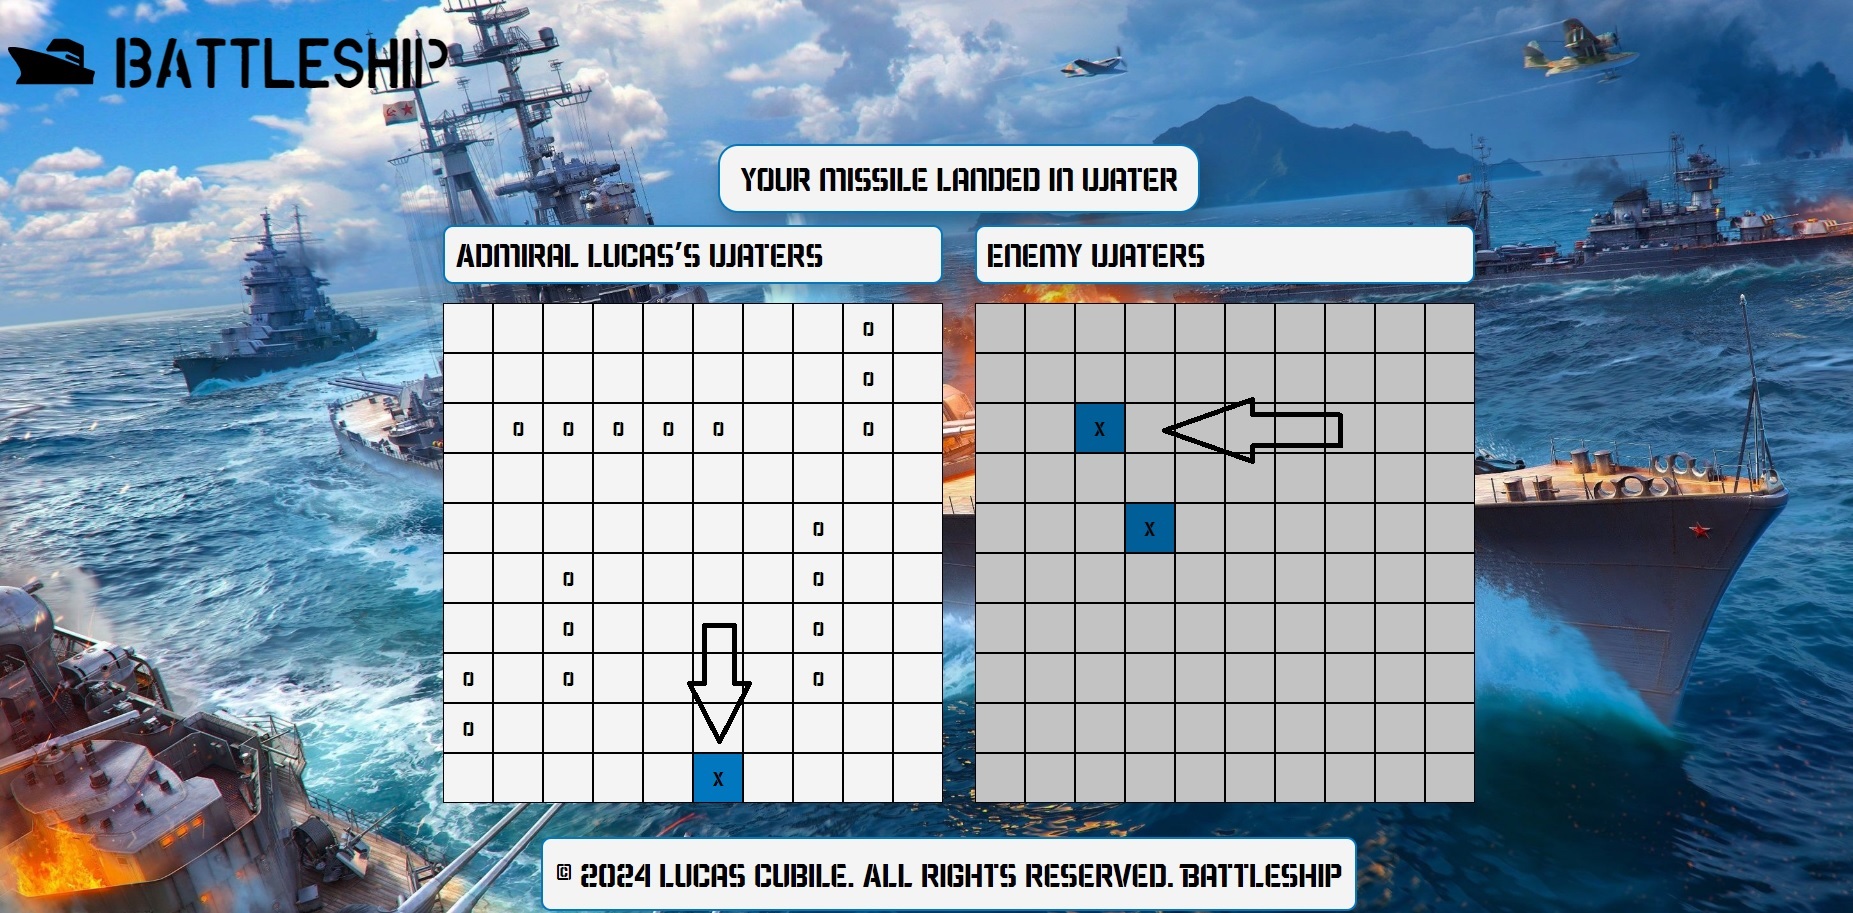 BATTLESHIP
YOUR MISSILE LANDED IN WATER
ADMIRAL LUCAS'S WATERS
ENEMY WATERS
O
O
O O O O O O
X
O
X
O O
O O
O O O
O
X
© 2024 LUCAS CUBILE. ALL RIGHTS RESERVED. BATTLESHIP